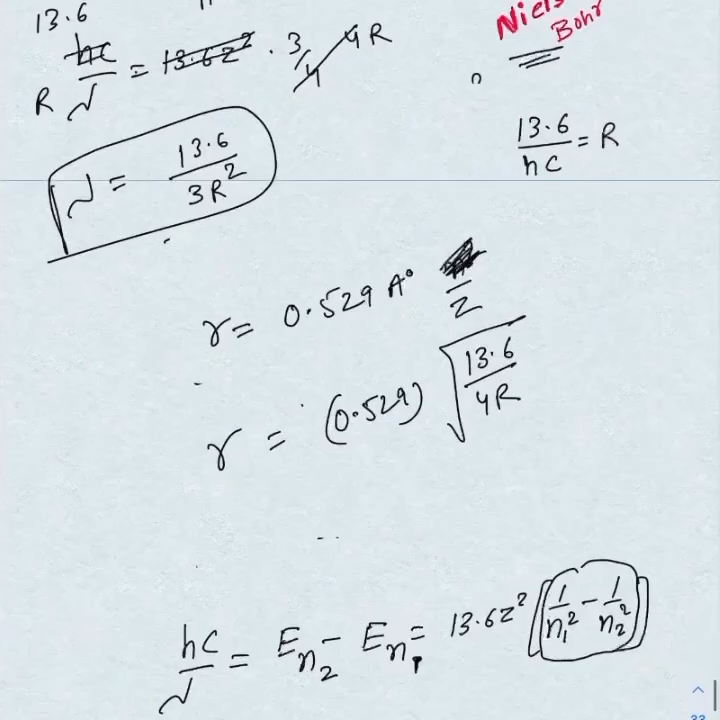 13.6
Niels
Bohr
R hc/λ = 13.6Z² · 3/4 4R
13.6/hc = R
λ = 13.6/3R²
r = 0.529 A° /Z
r = (0.529) √(13.6/4R)
hc/λ = En₂ - En₁ = 13.6Z² (1/n₁² - 1/n₂²)